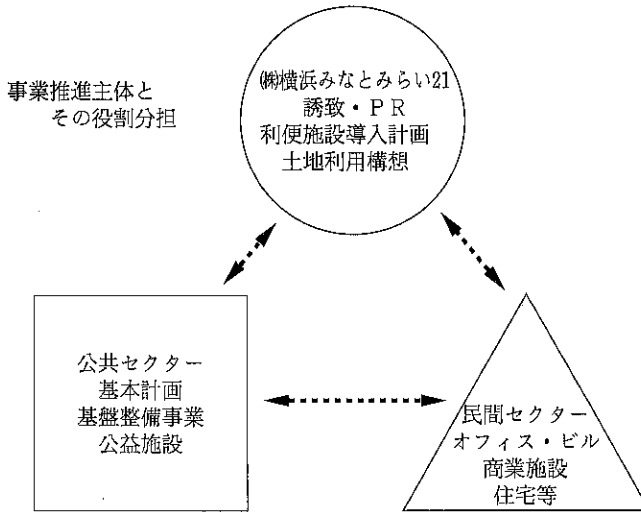 事業推進主体と
その役割分担
㈱横浜みなとみらい21
誘致・PR
利便施設導入計画
土地利用構想
公共セクター
基本計画
基盤整備事業
公益施設
民間セクター
オフィス・ビル
商業施設
住宅等